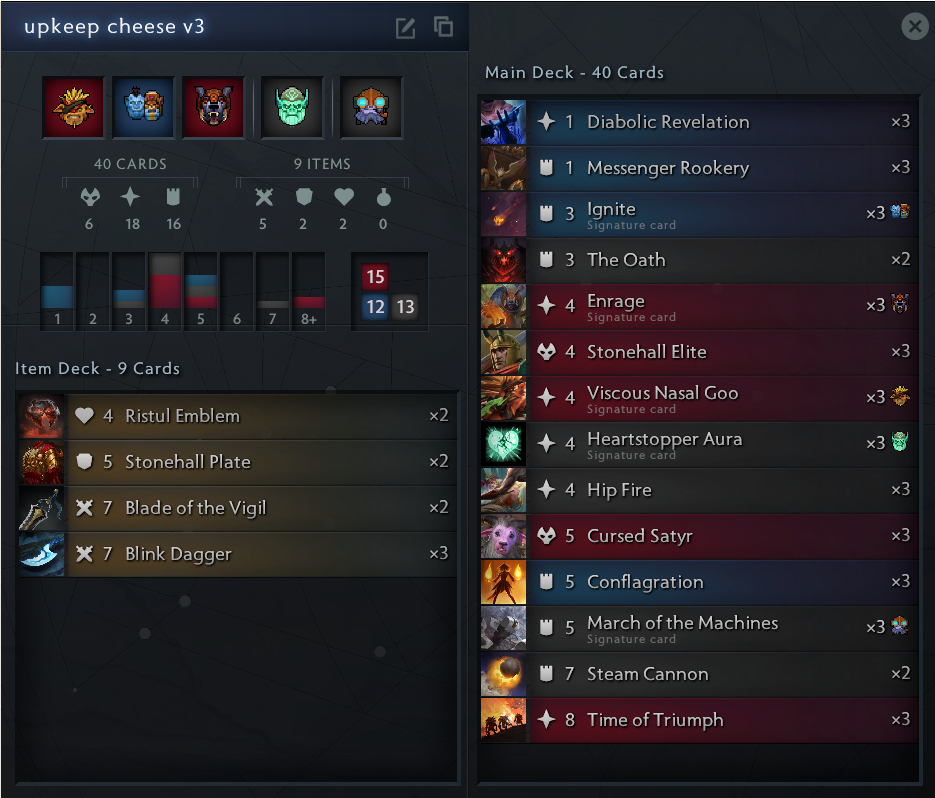 upkeep cheese v3
40 CARDS
9 ITEMS
6 18 16
5 2 2 0
1 2 3 4 5 6 7 8+
15
12 13
Item Deck - 9 Cards
4 Ristul Emblem ×2
5 Stonehall Plate ×2
7 Blade of the Vigil ×2
7 Blink Dagger ×3
Main Deck - 40 Cards
1 Diabolic Revelation ×3
1 Messenger Rookery ×3
3 Ignite ×3
Signature card
3 The Oath ×2
4 Enrage ×3
Signature card
4 Stonehall Elite ×3
4 Viscous Nasal Goo ×3
Signature card
4 Heartstopper Aura ×3
Signature card
4 Hip Fire ×3
5 Cursed Satyr ×3
5 Conflagration ×3
5 March of the Machines ×3
Signature card
7 Steam Cannon ×2
8 Time of Triumph ×3